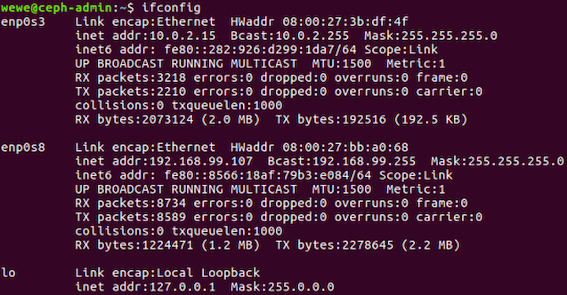 wewe@ceph-admin:~$ ifconfig
enp0s3 Link encap:Ethernet HWaddr 08:00:27:3b:df:4f
inet addr:10.0.2.15 Bcast:10.0.2.255 Mask:255.255.255.0
inet6 addr: fe80::282:926:d299:1da7/64 Scope:Link
UP BROADCAST RUNNING MULTICAST MTU:1500 Metric:1
RX packets:3218 errors:0 dropped:0 overruns:0 frame:0
TX packets:2210 errors:0 dropped:0 overruns:0 carrier:0
collisions:0 txqueuelen:1000
RX bytes:2073124 (2.0 MB) TX bytes:192516 (192.5 KB)
enp0s8 Link encap:Ethernet HWaddr 08:00:27:bb:a0:68
inet addr:192.168.99.107 Bcast:192.168.99.255 Mask:255.255.255.0
inet6 addr: fe80::8566:18af:79b3:e084/64 Scope:Link
UP BROADCAST RUNNING MULTICAST MTU:1500 Metric:1
RX packets:8734 errors:0 dropped:0 overruns:0 frame:0
TX packets:8589 errors:0 dropped:0 overruns:0 carrier:0
collisions:0 txqueuelen:1000
RX bytes:1224471 (1.2 MB) TX bytes:2278645 (2.2 MB)
lo Link encap:Local Loopback
inet addr:127.0.0.1 Mask:255.0.0.0